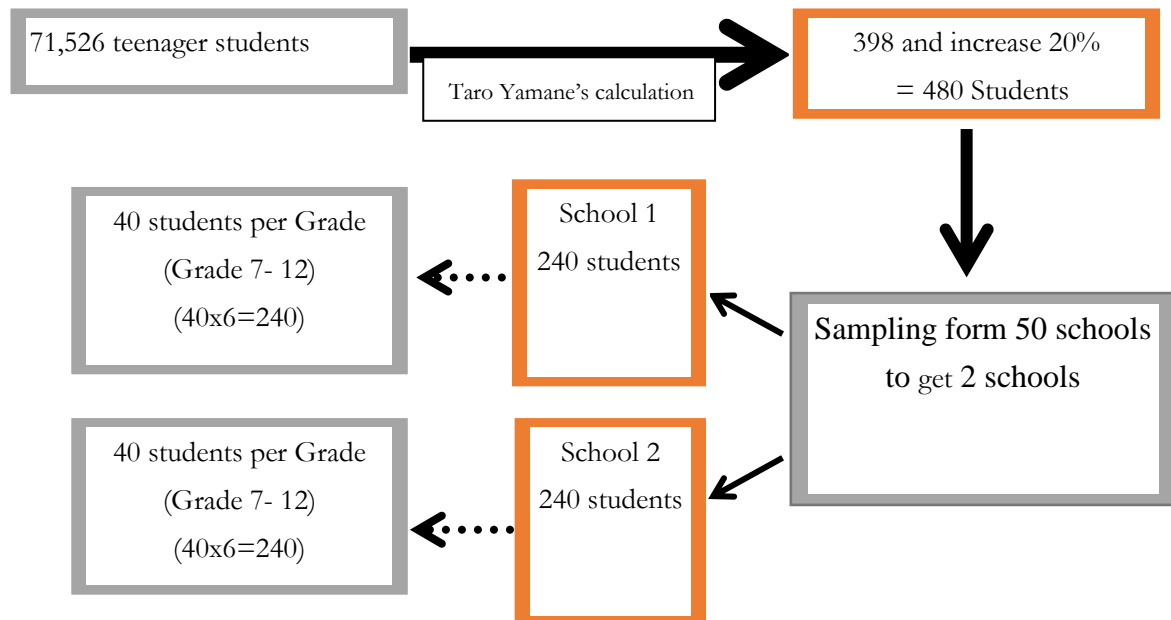 71,526 teenager students
Taro Yamane’s calculation
398 and increase 20%
= 480 Students
Sampling form 50 schools
to get 2 schools
School 1
240 students
40 students per Grade
(Grade 7- 12)
(40x6=240)
School 2
240 students
40 students per Grade
(Grade 7- 12)
(40x6=240)